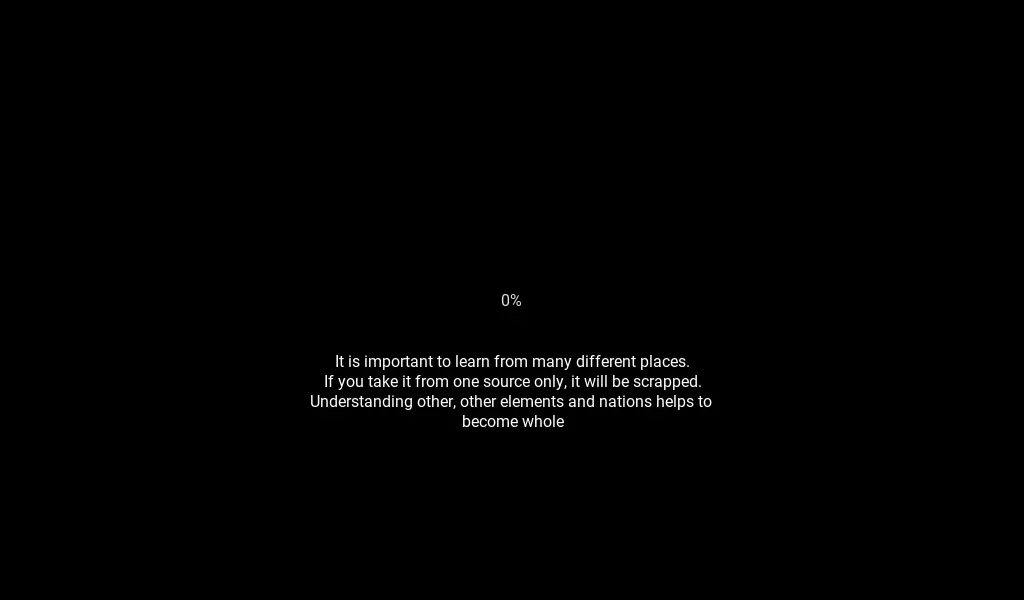 0%
It is important to learn from many different places.
If you take it from one source only, it will be scrapped.
Understanding other, other elements and nations helps to
become whole